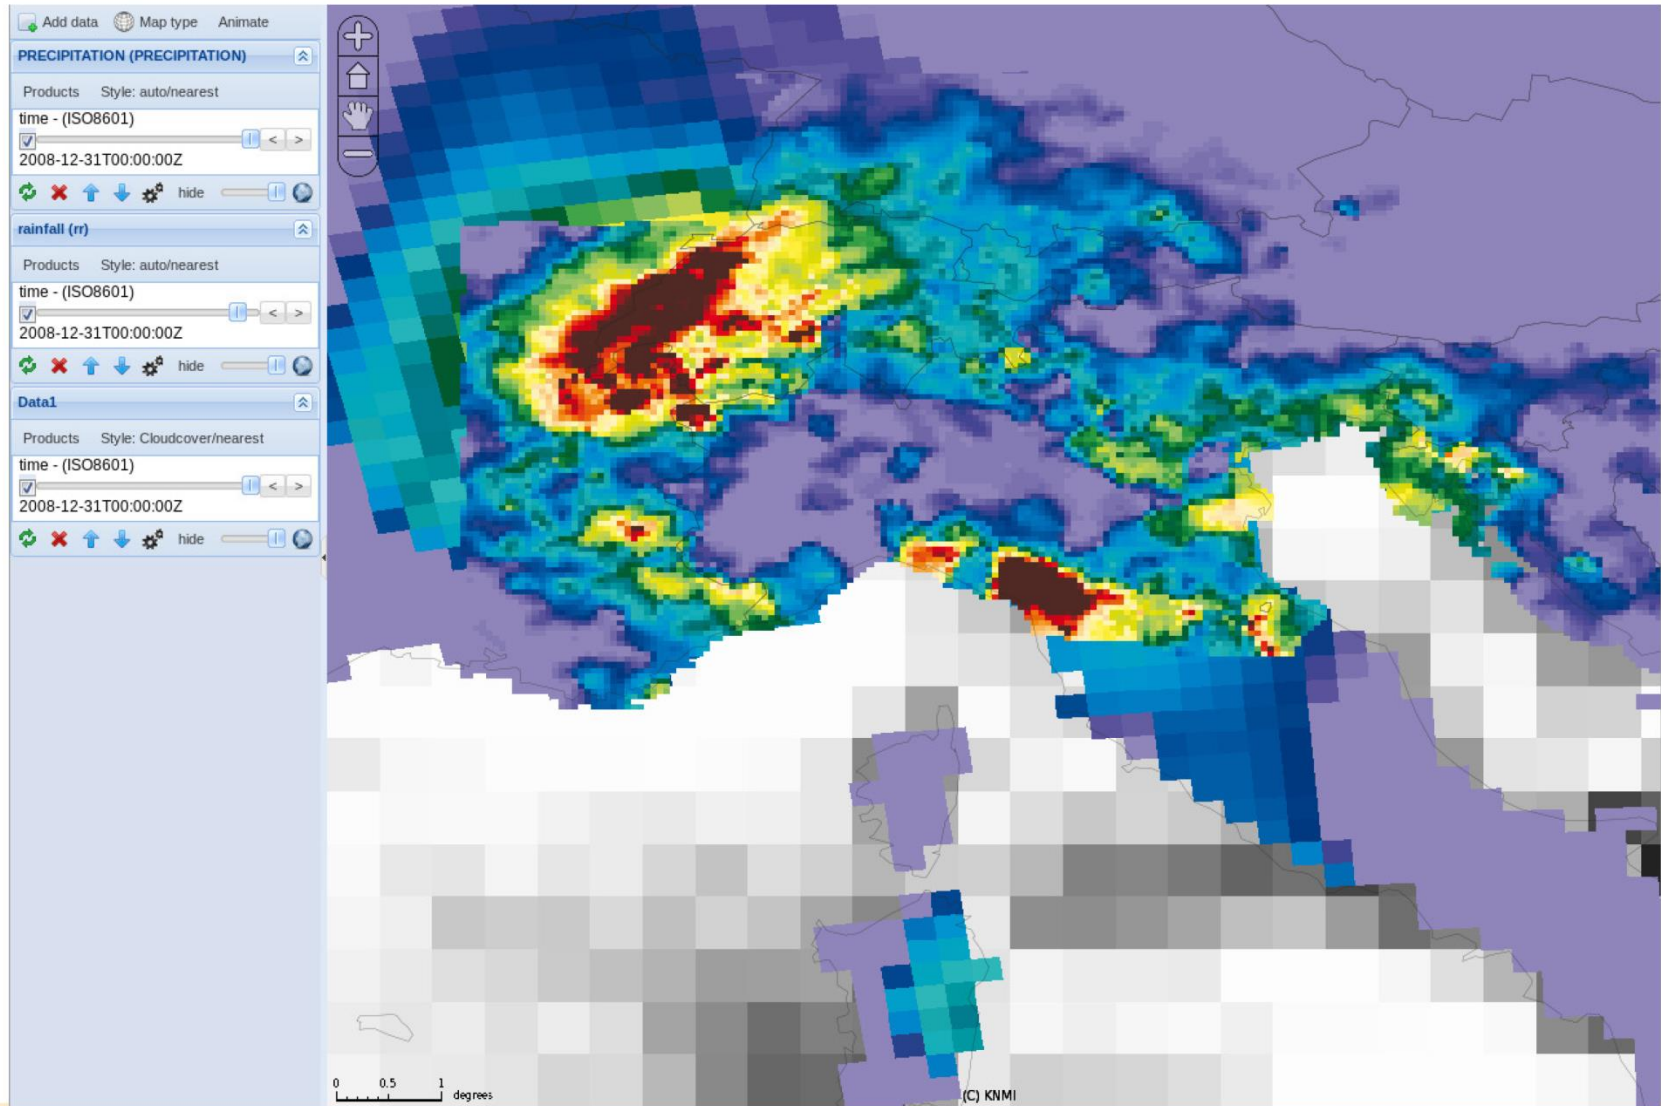 Add data Map type Animate
PRECIPITATION (PRECIPITATION)
Products Style: auto/nearest
time - (ISO8601)
< >
2008-12-31T00:00:00Z
hide
rainfall (rr)
Products Style: auto/nearest
time - (ISO8601)
< >
2008-12-31T00:00:00Z
hide
Data1
Products Style: Cloudcover/nearest
time - (ISO8601)
< >
2008-12-31T00:00:00Z
hide
0 0.5 1
degrees
(C) KNMI